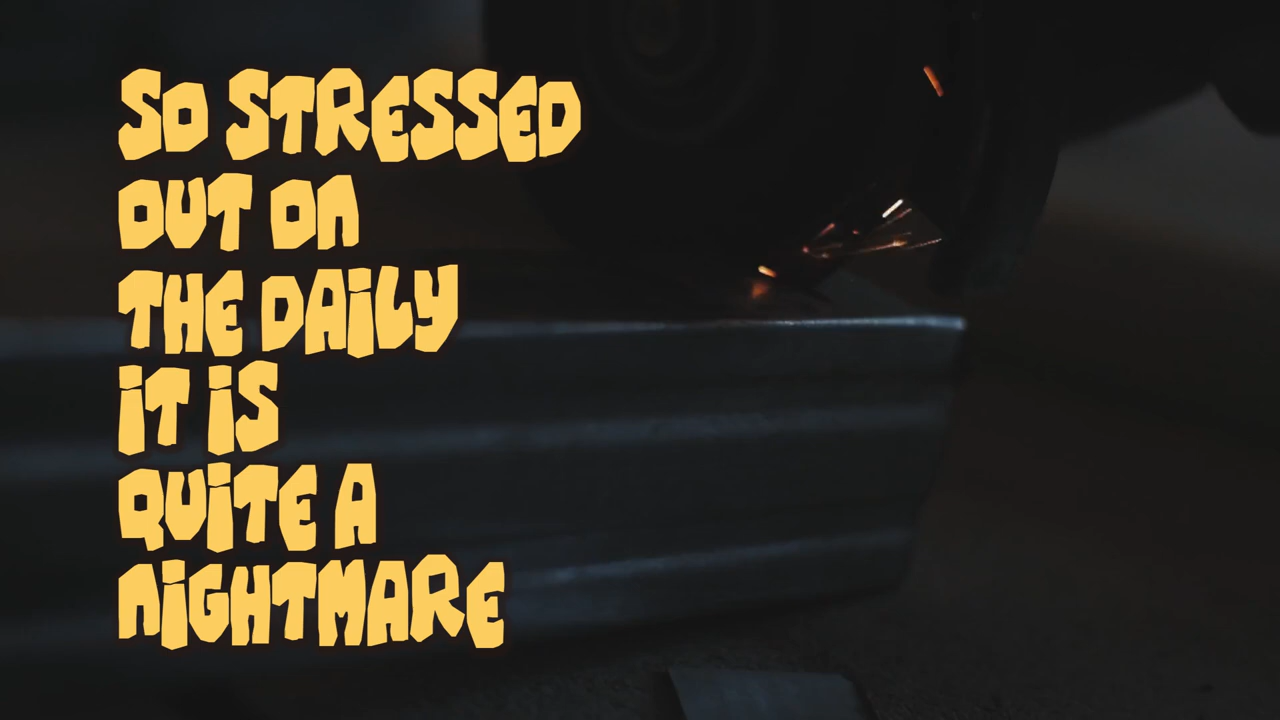 SO STRESSED
OUT ON
THE DAILY
IT IS
QUITE A
NIGHTMARE